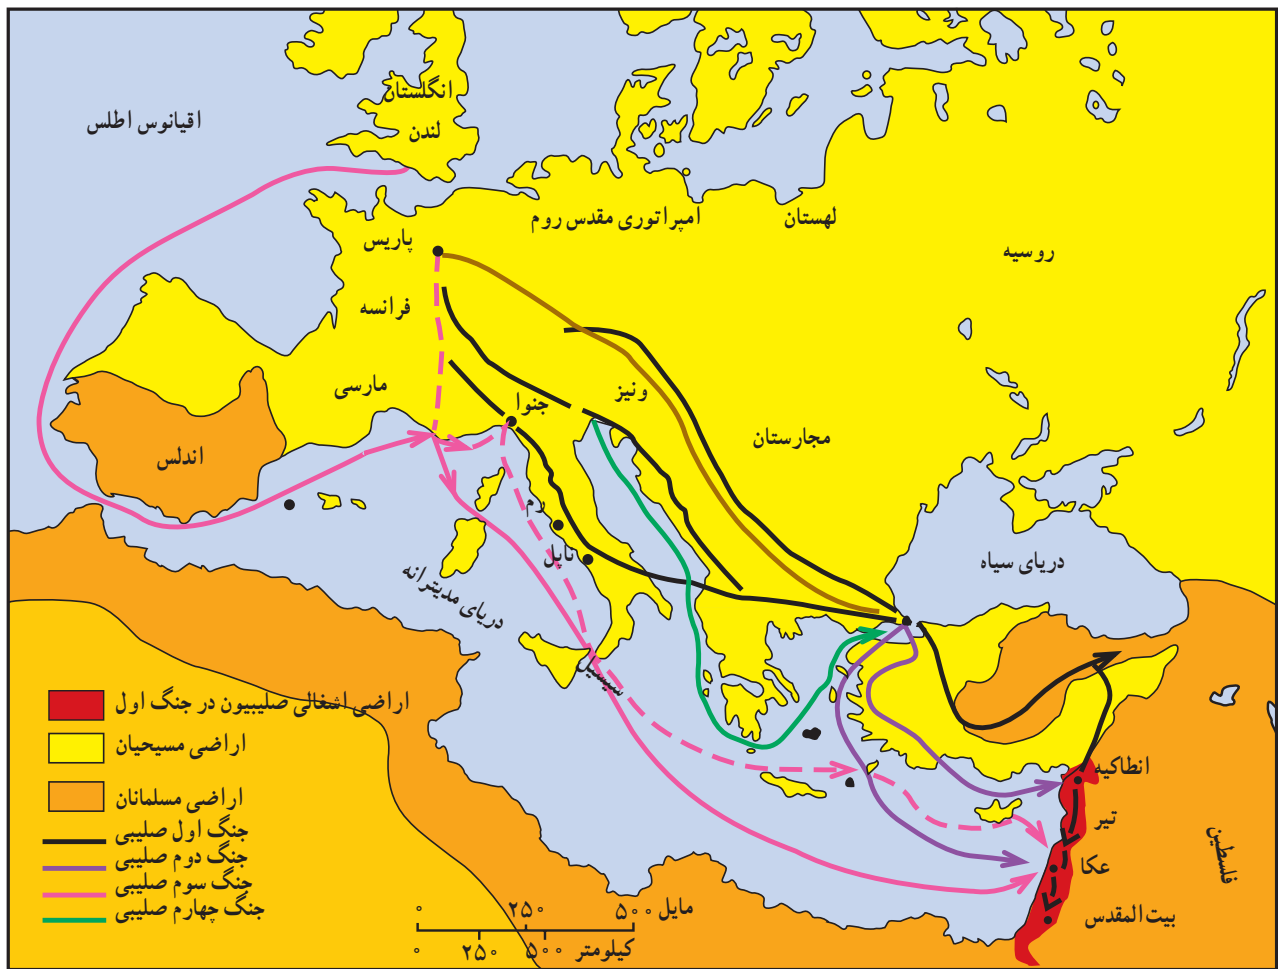 انگلستان
لندن
اقیانوس اطلس
امپراتوری مقدس روم
لهستان
پاریس
روسیه
فرانسه
مارسی
ونیز
جنوا
مجارستان
اندلس
رم
ناپل
دریای سیاه
دریای مدیترانه
سیسیل
اراضی اشغالی صلیبیون در جنگ اول
اراضی مسیحیان
اراضی مسلمانان
جنگ اول صلیبی
جنگ دوم صلیبی
جنگ سوم صلیبی
جنگ چهارم صلیبی
انطاکیه
تیر
عکا
فلسطین
بیت المقدس
۰ ۲۵۰ ۵۰۰ مایل
۰ ۲۵۰ ۵۰۰ کیلومتر